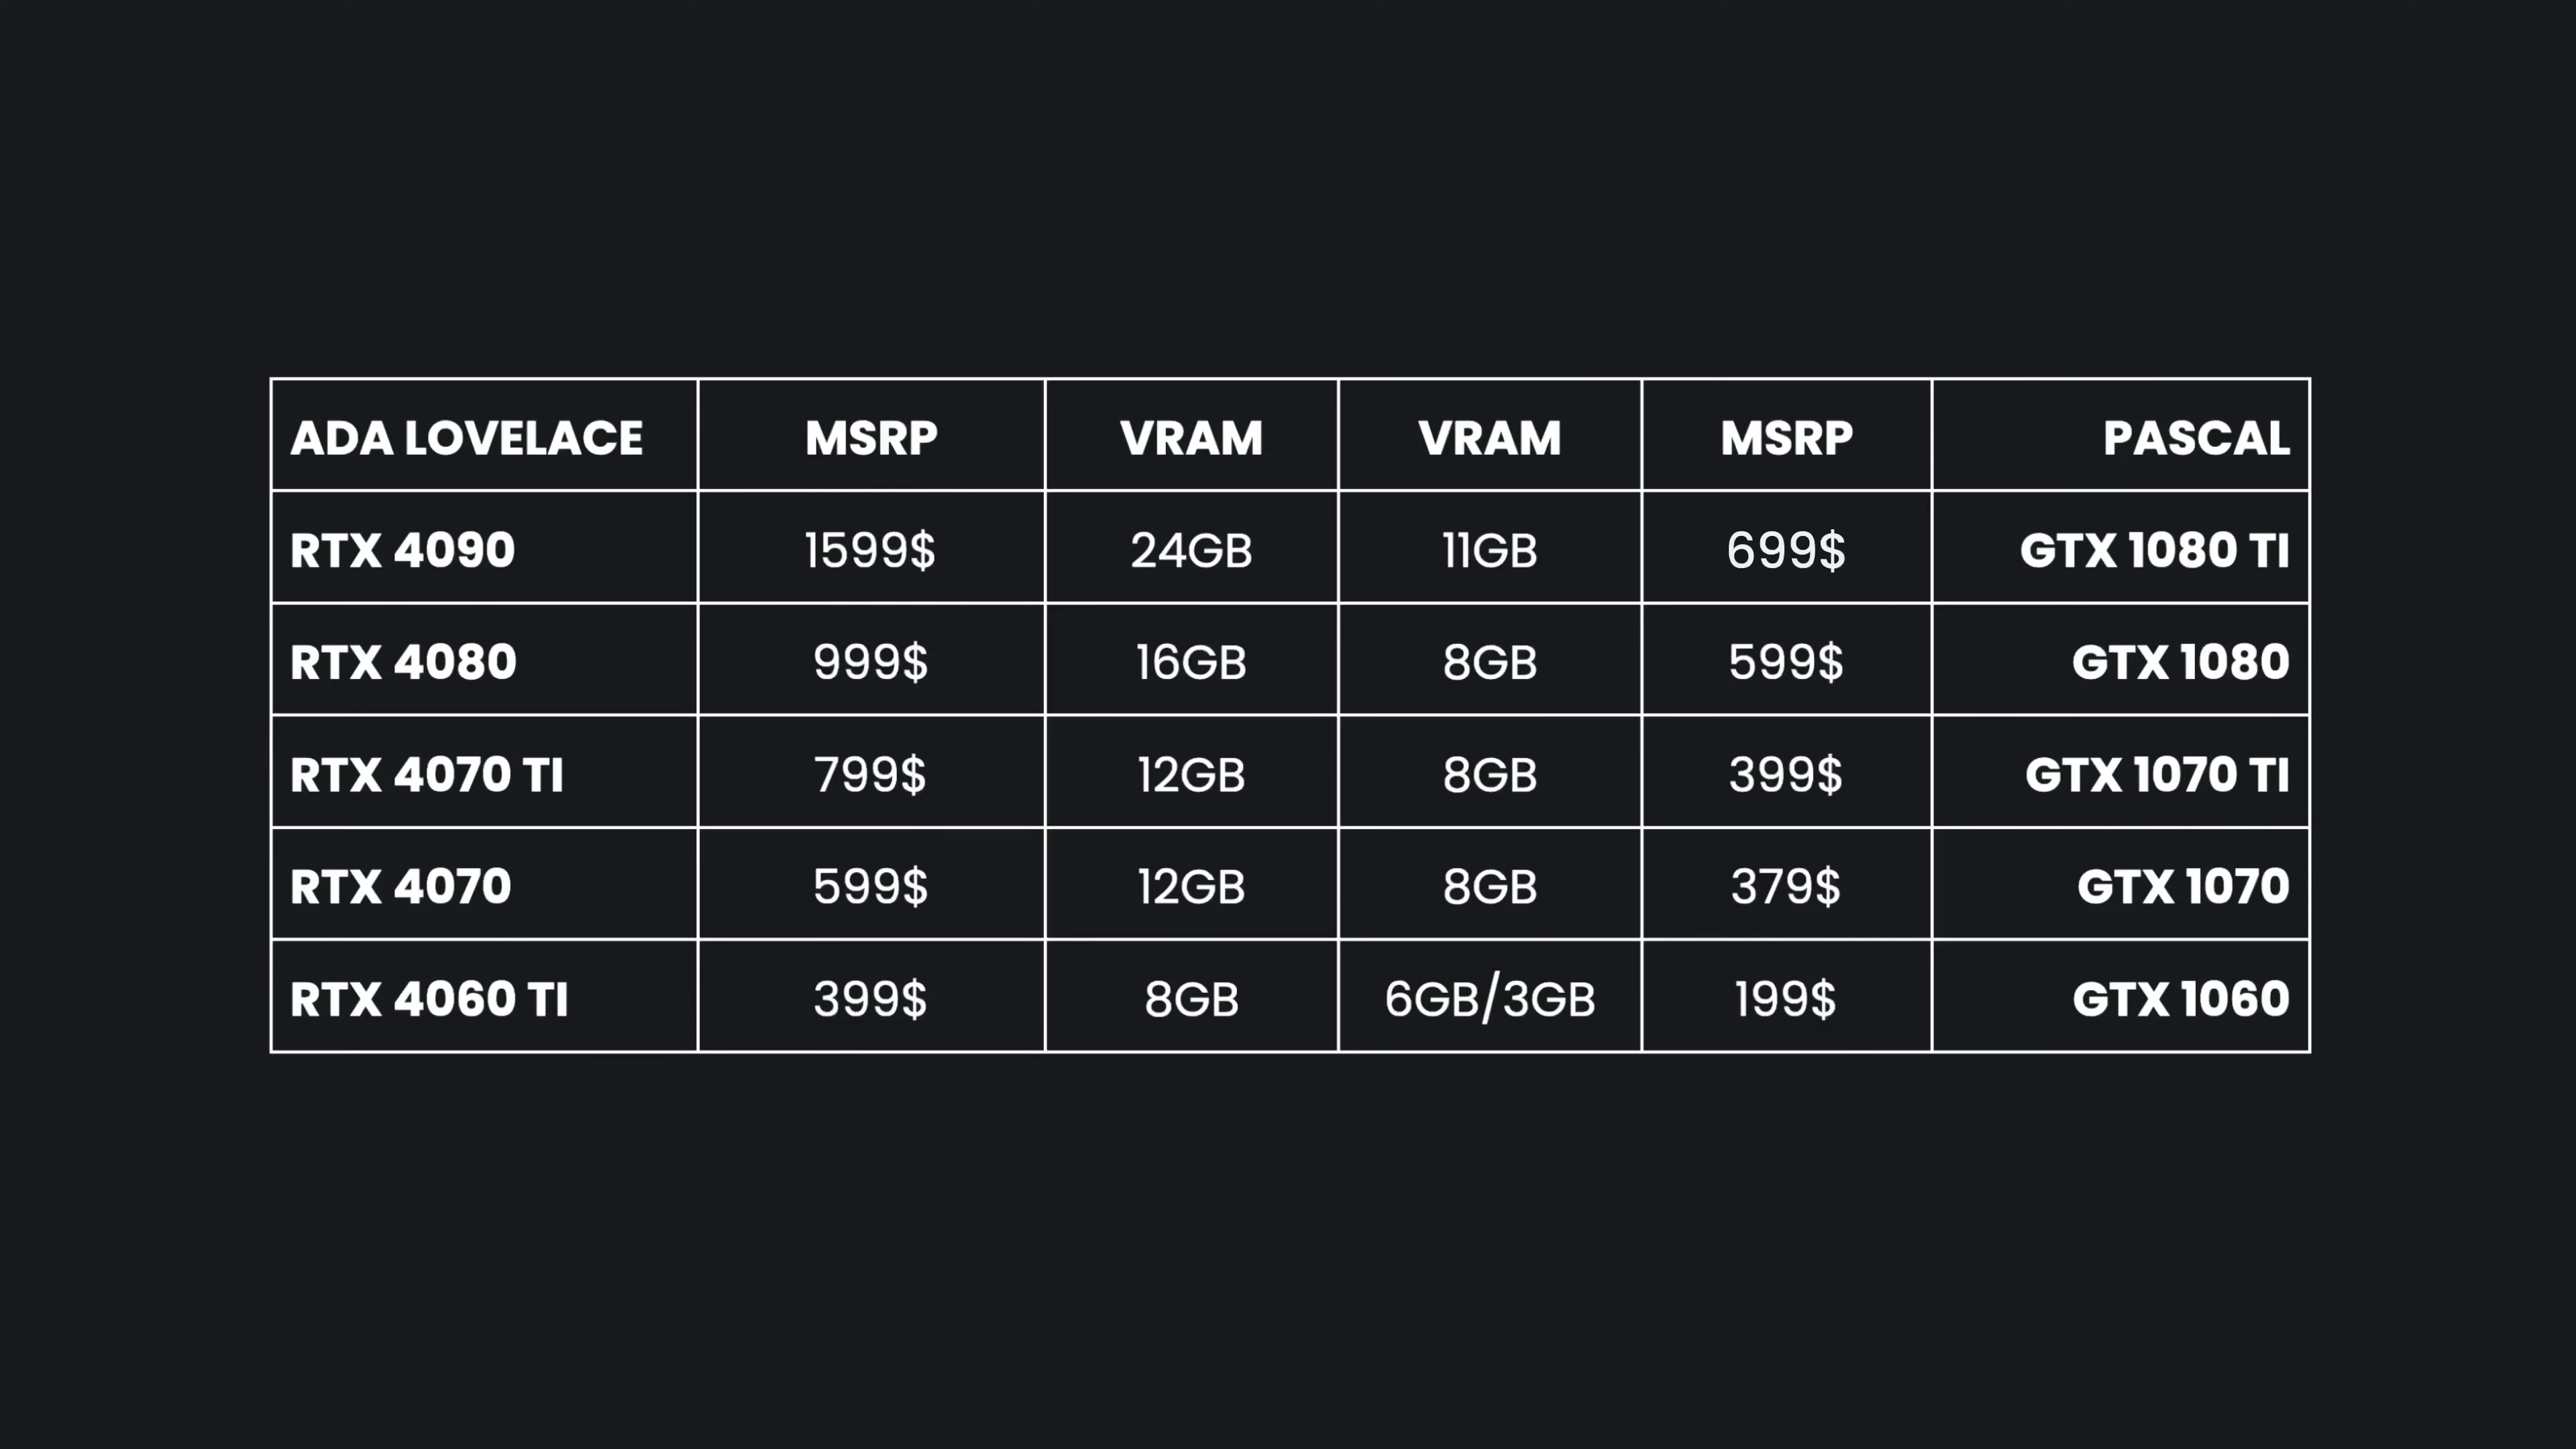 ADA LOVELACE MSRP VRAM VRAM MSRP PASCAL
RTX 4090 1599$ 24GB 11GB 699$ GTX 1080 TI
RTX 4080 999$ 16GB 8GB 599$ GTX 1080
RTX 4070 TI 799$ 12GB 8GB 399$ GTX 1070 TI
RTX 4070 599$ 12GB 8GB 379$ GTX 1070
RTX 4060 TI 399$ 8GB 6GB/3GB 199$ GTX 1060